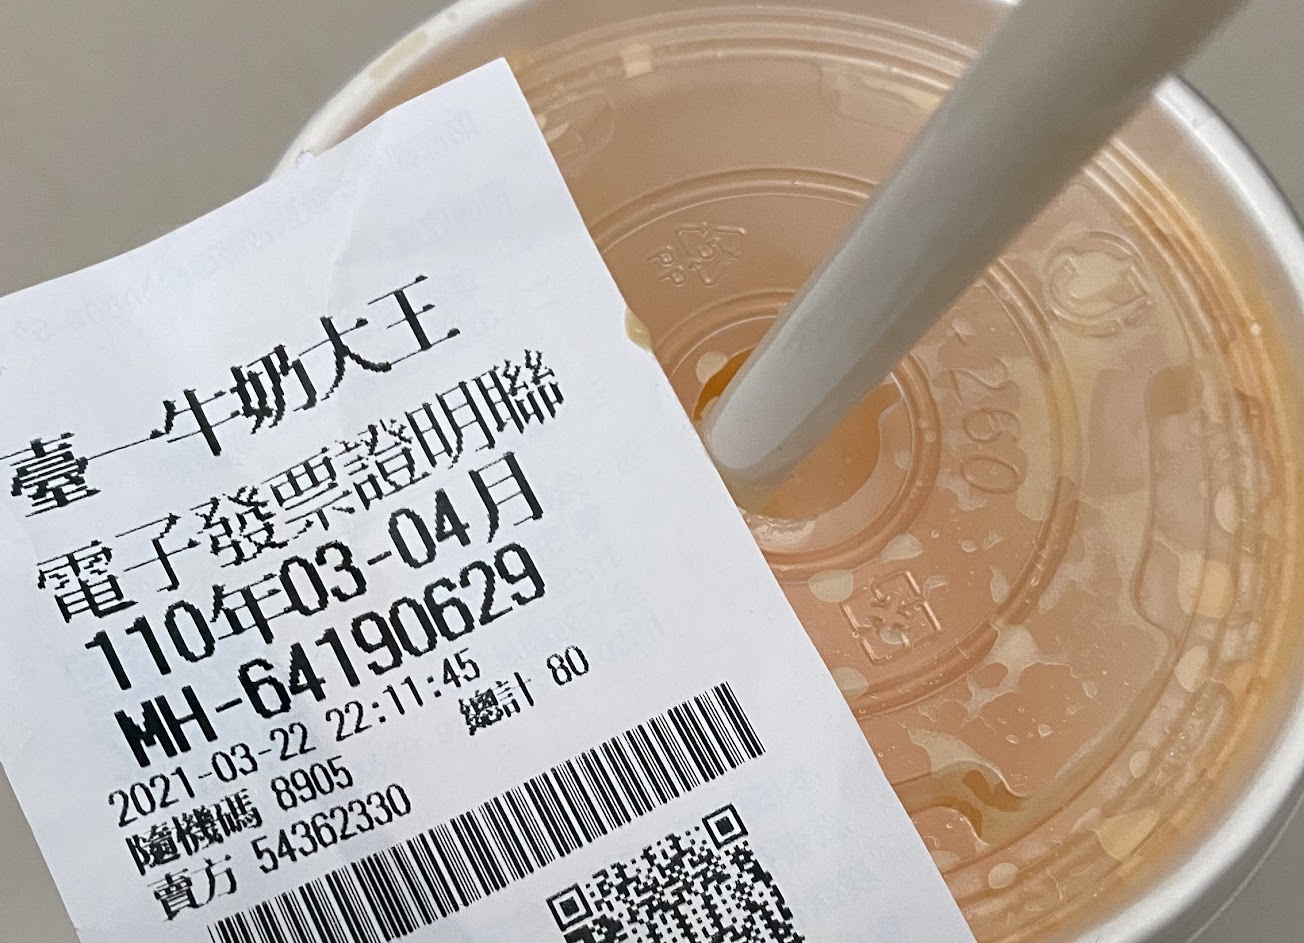 臺一牛奶大王
電子發票證明聯
110年03-04月
MH-64190629
2021-03-22 22:11:45
隨機碼 8905 總計 80
賣方 54362330
PP
260